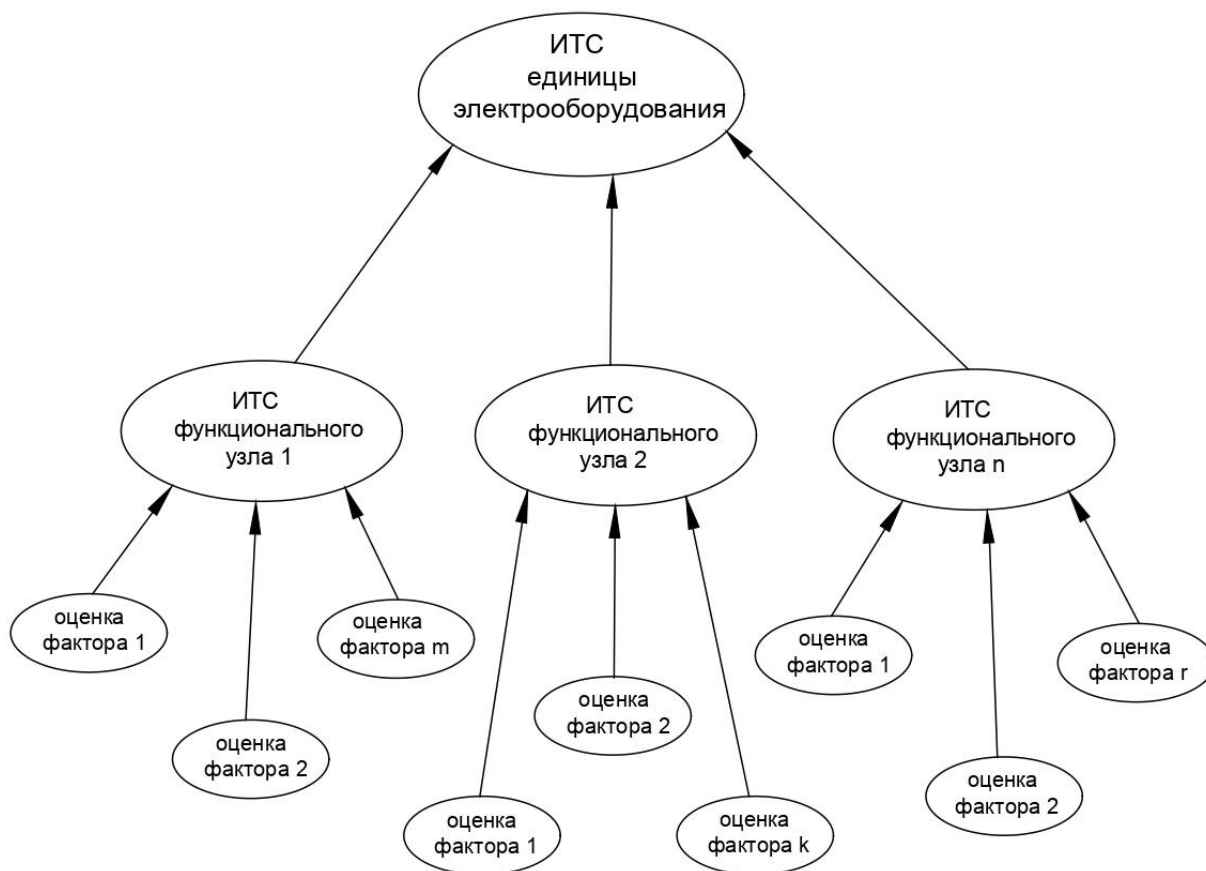 ИТС
единицы
электрооборудования
ИТС
функционального
узла 1
ИТС
функционального
узла 2
ИТС
функционального
узла n
оценка
фактора 1
оценка
фактора 2
оценка
фактора m
оценка
фактора 1
оценка
фактора 2
оценка
фактора k
оценка
фактора 1
оценка
фактора 2
оценка
фактора r